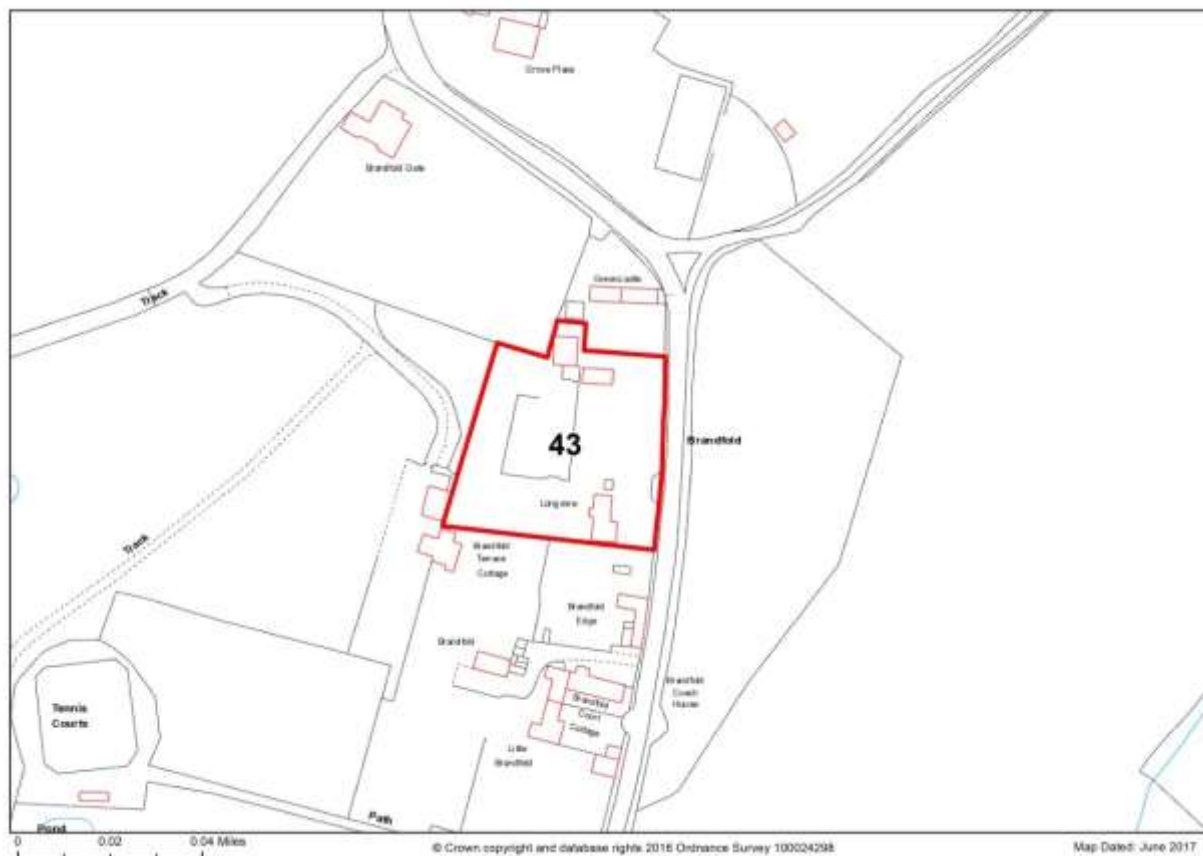 Grove Place
Brandfold Gate
Track
43
Brandfold
Longview
Track
Brandfold
Terrace
Cottage
Brandfold
Edge
Brandfold
Brandfold
Coach
House
Brandfold
Court
Cottage
Tennis
Courts
Little
Brandfold
Path
Pond
0 0.02 0.04 Miles
© Crown copyright and database rights 2016 Ordnance Survey 100024298
Map Dated: June 2017